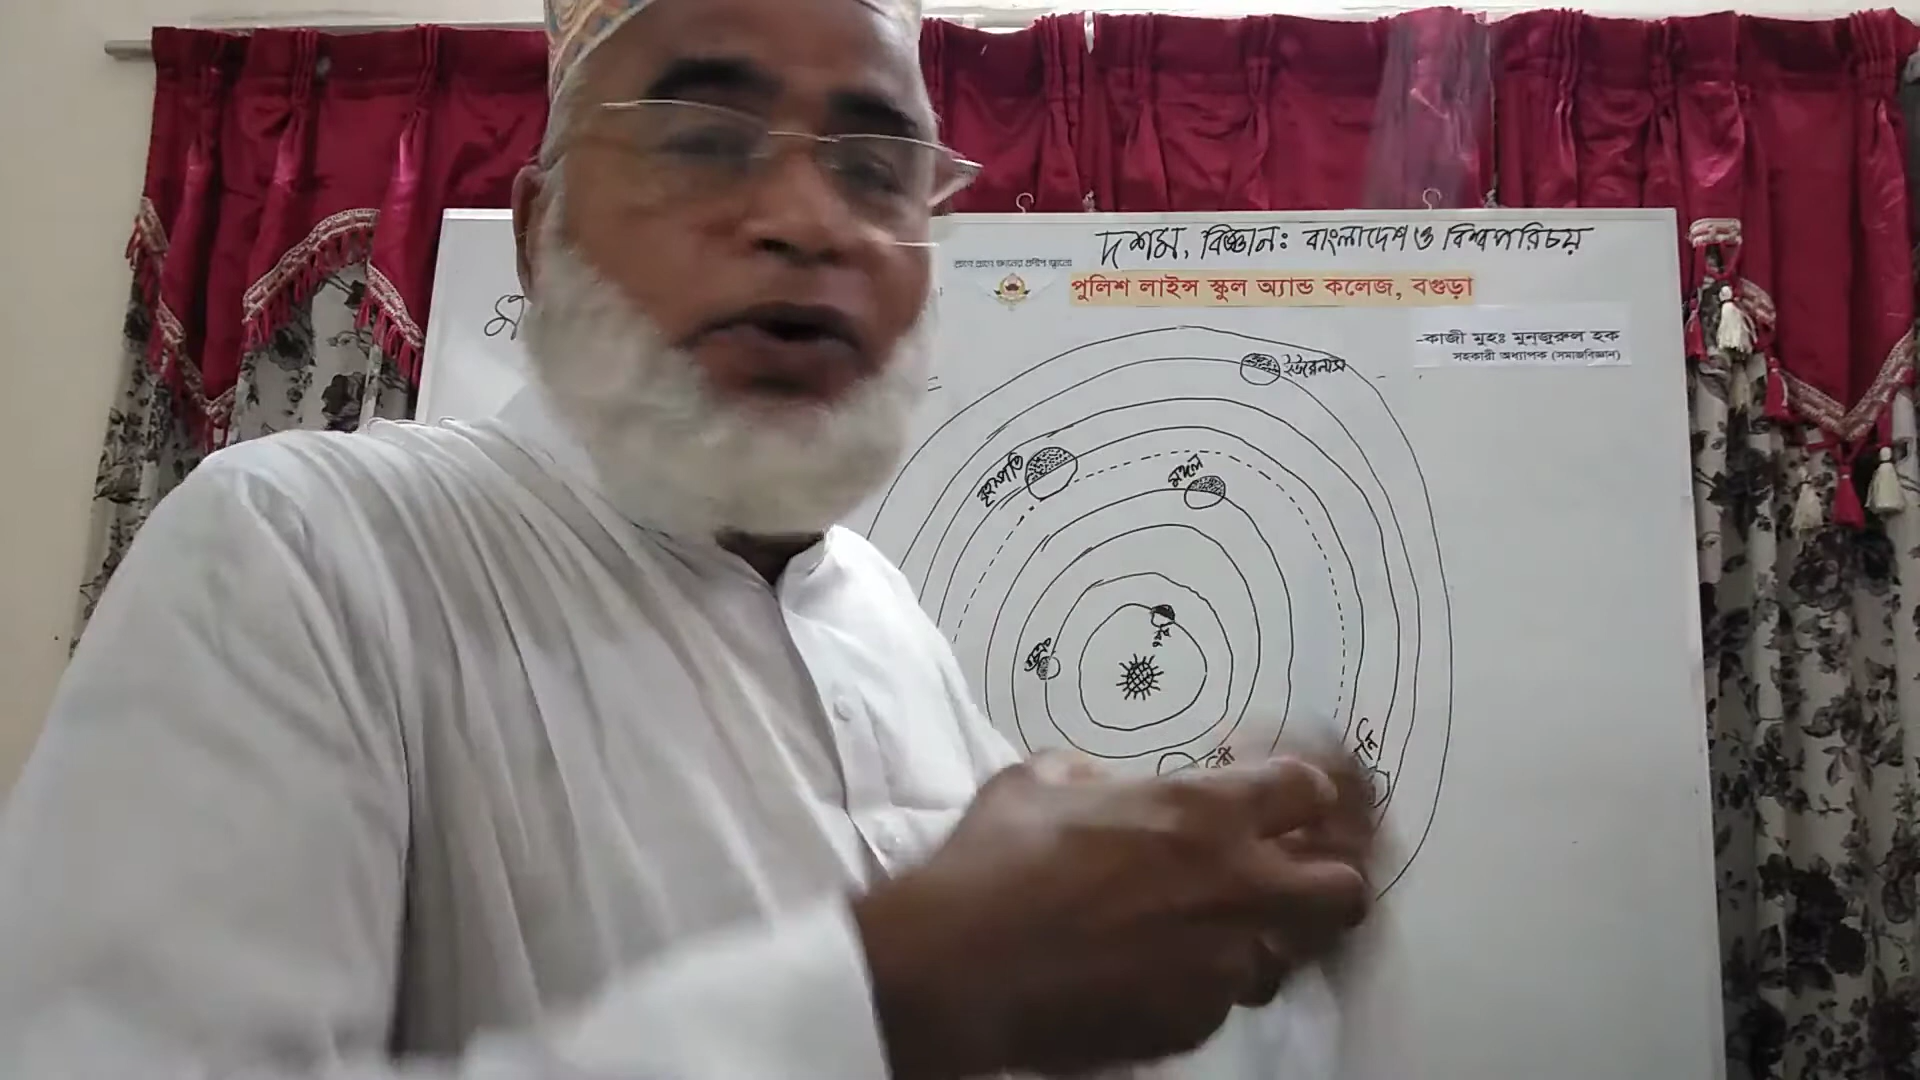 দশম, বিজ্ঞান: বাংলাদেশ ও বিশ্বপরিচয়
পুলিশ লাইন্স স্কুল অ্যান্ড কলেজ, বগুড়া
-কাজী মুহঃ মুনজুরুল হক
সহকারী অধ্যাপক (সমাজবিজ্ঞান)
ইউরেনাস
বৃহস্পতি
মঙ্গল
বুধ
শুক্র